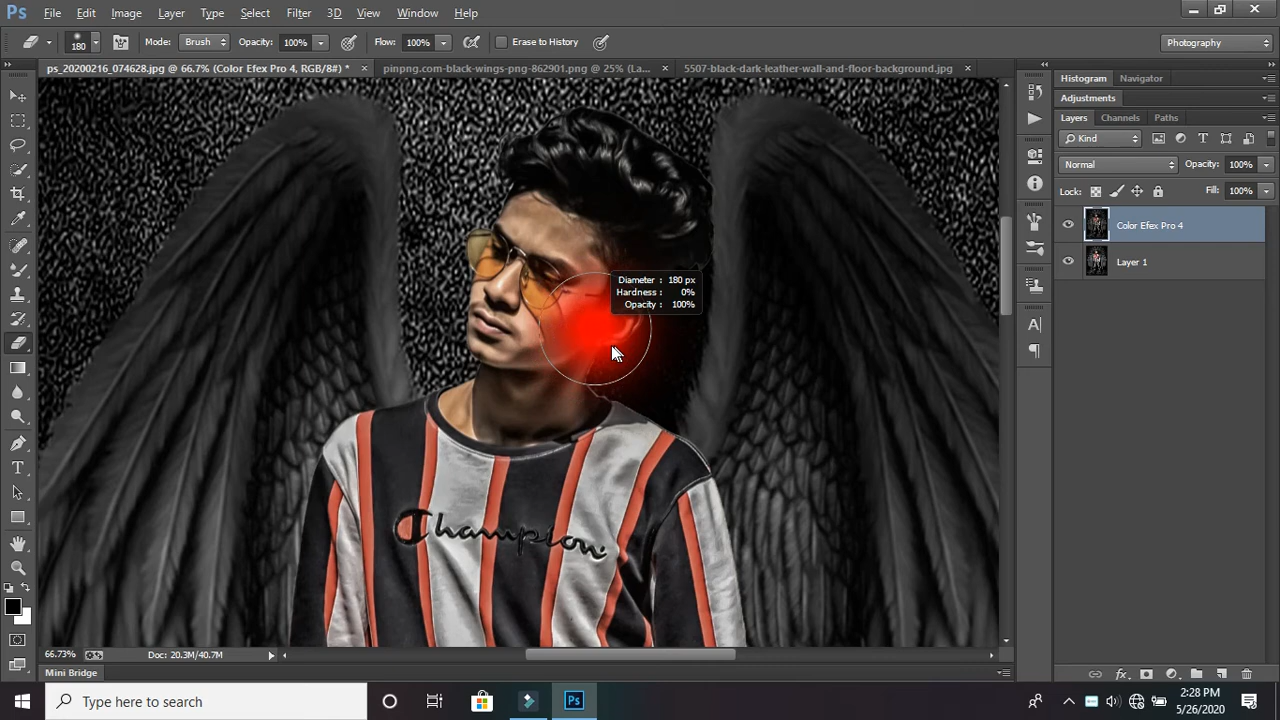 Ps File Edit Image Layer Type Select Filter 3D View Window Help
180 Mode: Brush Opacity: 100% Flow: 100% Erase to History Photography
ps_20200216_074628.jpg @ 66.7% (Color Efex Pro 4, RGB/8#) * × pinpng.com-black-wings-png-862901.png @ 25% (La... × 5507-black-dark-leather-wall-and-floor-background.jpg ×
Histogram Navigator
Adjustments
Layers Channels Paths
Kind
Normal Opacity: 100%
Lock: Fill: 100%
Color Efex Pro 4
Layer 1
Diameter : 180 px
Hardness : 0%
Opacity : 100%
Champion
66.73% Doc: 20.3M/40.7M
Mini Bridge
Type here to search
Ps
2:28 PM
5/26/2020